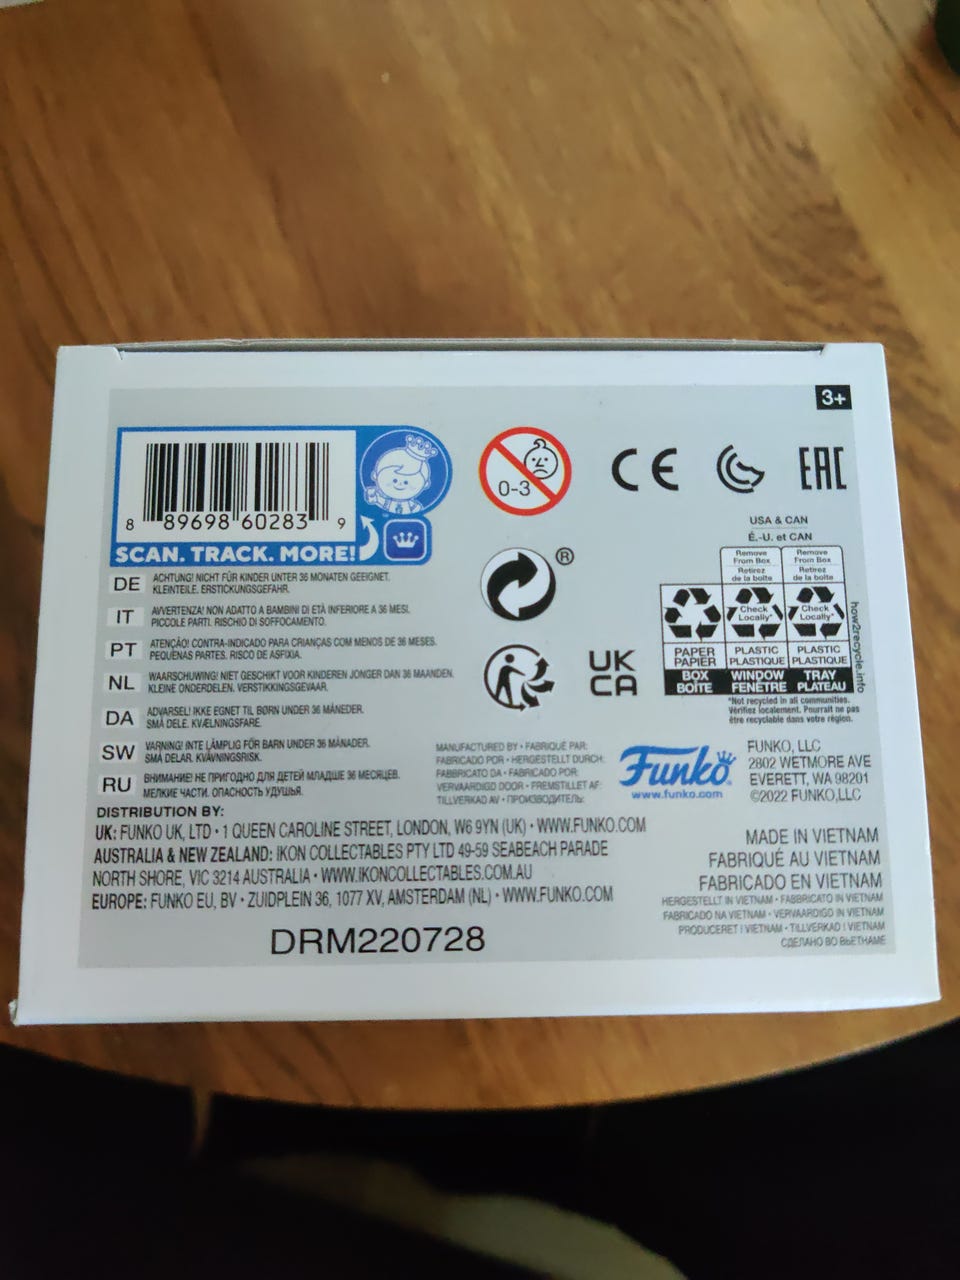 3+
8 89698 60283 9
SCAN. TRACK. MORE!
0-3
CE
EAC
®
UK
CA
USA & CAN
É.-U. et CAN
Remove From Box
Retirez de la boîte
Remove From Box
Retirez de la boîte
Check Locally*
Check Locally*
PAPER
PAPIER
PLASTIC
PLASTIQUE
PLASTIC
PLASTIQUE
BOX
BOÎTE
WINDOW
FENÊTRE
TRAY
PLATEAU
how2recycle.info
*Not recycled in all communities.
Vérifiez localement. Pourrait ne pas
être recyclable dans votre région.
DE ACHTUNG! NICHT FÜR KINDER UNTER 36 MONATEN GEEIGNET.
KLEINTEILE. ERSTICKUNGSGEFAHR.
IT AVVERTENZA! NON ADATTO A BAMBINI DI ETÀ INFERIORE A 36 MESI.
PICCOLE PARTI. RISCHIO DI SOFFOCAMENTO.
PT ATENÇÃO! CONTRA-INDICADO PARA CRIANÇAS COM MENOS DE 36 MESES.
PEQUENAS PARTES. RISCO DE ASFIXIA.
NL WAARSCHUWING! NIET GESCHIKT VOOR KINDEREN JONGER DAN 36 MAANDEN.
KLEINE ONDERDELEN. VERSTIKKINGSGEVAAR.
DA ADVARSEL! IKKE EGNET TIL BØRN UNDER 36 MÅNEDER.
SMÅ DELE. KVÆLNINGSFARE.
SW VARNING! INTE LÄMPLIG FÖR BARN UNDER 36 MÅNADER.
SMÅ DELAR. KVÄVNINGSRISK.
RU ВНИМАНИЕ! НЕ ПРИГОДНО ДЛЯ ДЕТЕЙ МЛАДШЕ 36 МЕСЯЦЕВ.
МЕЛКИЕ ЧАСТИ. ОПАСНОСТЬ УДУШЬЯ.
MANUFACTURED BY • FABRIQUÉ PAR:
FABRICADO POR • HERGESTELLT DURCH:
FABBRICATO DA • FABRICADO POR:
VERVAARDIGD DOOR • FREMSTILLET AF:
TILLVERKAD AV • ПРОИЗВОДИТЕЛЬ:
Funko
www.funko.com
FUNKO, LLC
2802 WETMORE AVE
EVERETT, WA 98201
©2022 FUNKO,LLC
DISTRIBUTION BY:
UK: FUNKO UK, LTD • 1 QUEEN CAROLINE STREET, LONDON, W6 9YN (UK) • WWW.FUNKO.COM
AUSTRALIA & NEW ZEALAND: IKON COLLECTABLES PTY LTD 49-59 SEABEACH PARADE
NORTH SHORE, VIC 3214 AUSTRALIA • WWW.IKONCOLLECTABLES.COM.AU
EUROPE: FUNKO EU, BV • ZUIDPLEIN 36, 1077 XV, AMSTERDAM (NL) • WWW.FUNKO.COM
DRM220728
MADE IN VIETNAM
FABRIQUÉ AU VIETNAM
FABRICADO EN VIETNAM
HERGESTELLT IN VIETNAM • FABBRICATO IN VIETNAM
FABRICADO NA VIETNAM • VERVAARDIGD IN VIETNAM
PRODUCERET I VIETNAM • TILLVERKAD I VIETNAM
СДЕЛАНО ВО ВЬЕТНАМЕ